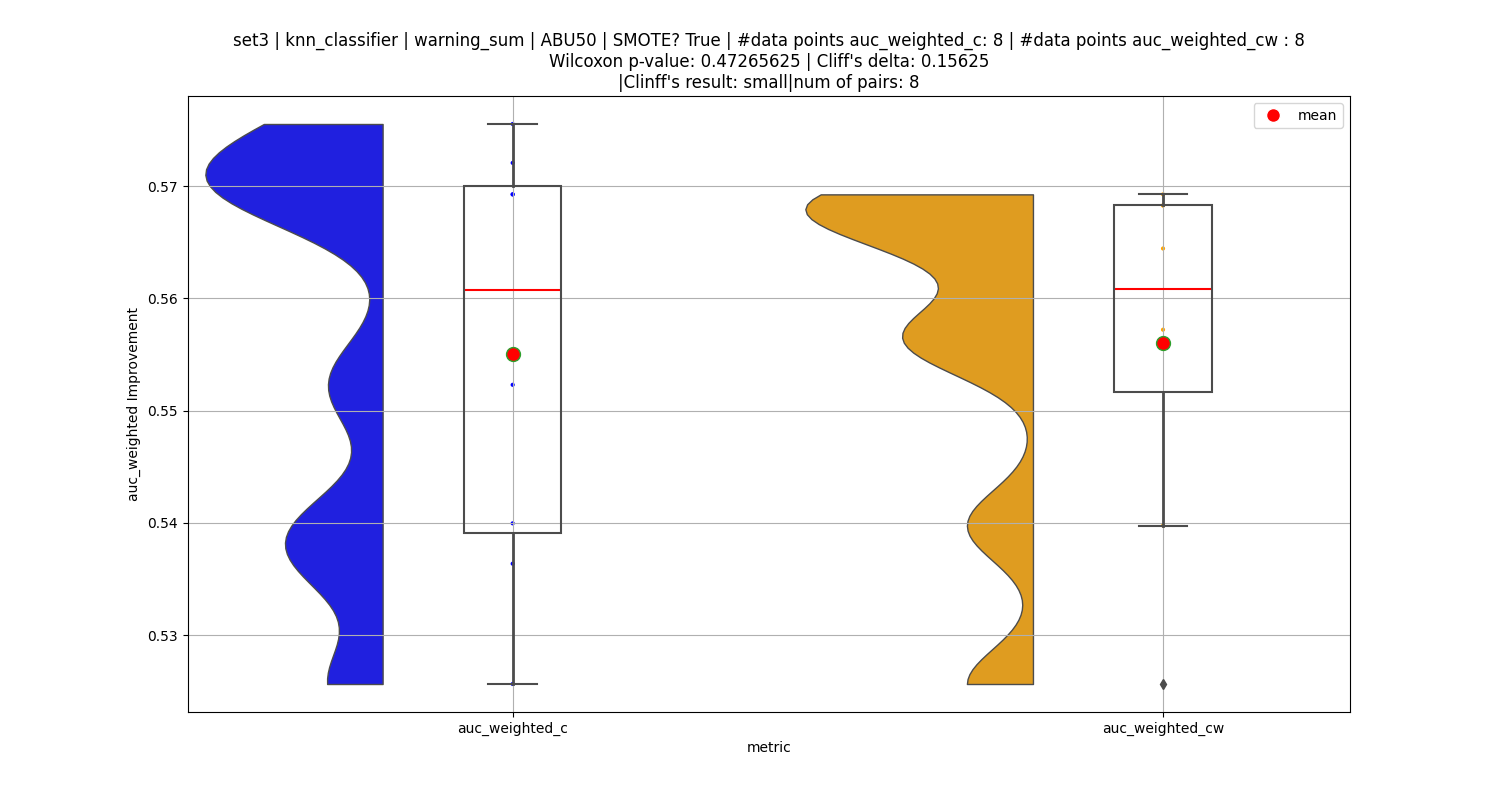 set3 | knn_classifier | warning_sum | ABU50 | SMOTE? True | #data points auc_weighted_c: 8 | #data points auc_weighted_cw : 8
Wilcoxon p-value: 0.47265625 | Cliff's delta: 0.15625
|Clinff's result: small|num of pairs: 8
mean
0.57
0.56
0.55
0.54
0.53
auc_weighted Improvement
auc_weighted_c
auc_weighted_cw
metric